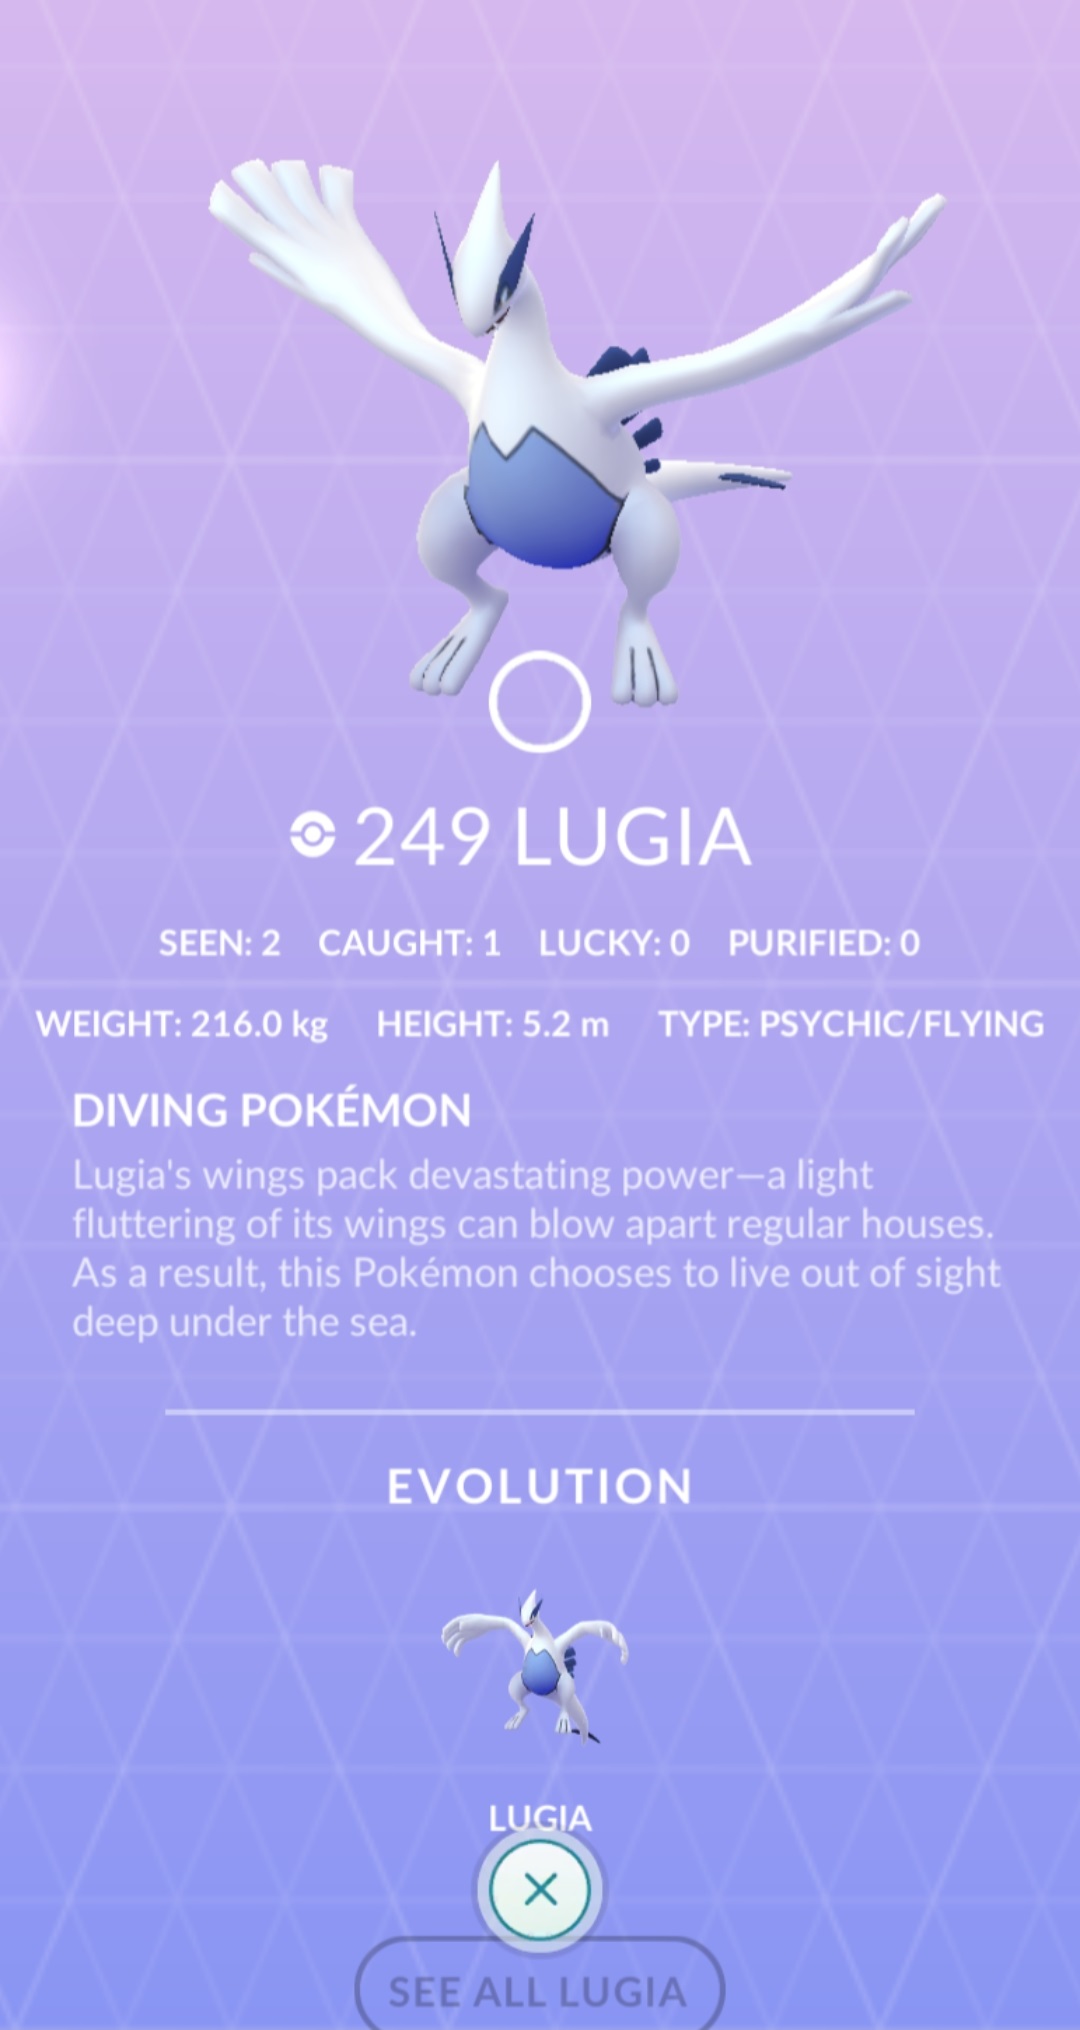 249 LUGIA
SEEN: 2 CAUGHT: 1 LUCKY: 0 PURIFIED: 0
WEIGHT: 216.0 kg HEIGHT: 5.2 m TYPE: PSYCHIC/FLYING
DIVING POKÉMON
Lugia's wings pack devastating power—a light
fluttering of its wings can blow apart regular houses.
As a result, this Pokémon chooses to live out of sight
deep under the sea.
EVOLUTION
LUGIA
SEE ALL LUGIA